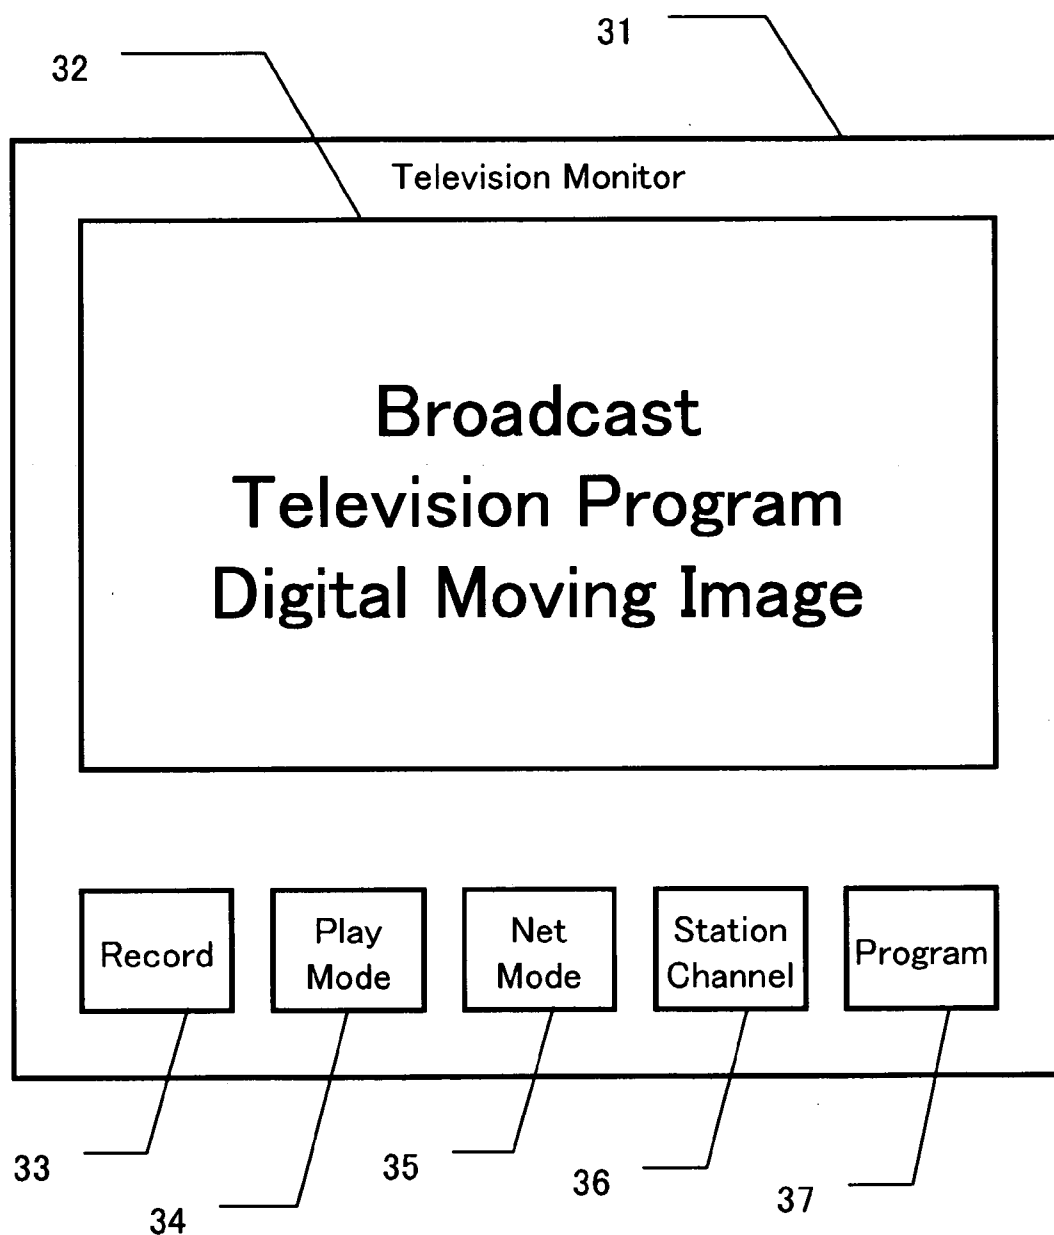 31
32
Television Monitor
Broadcast
Television Program
Digital Moving Image
Record
Play
Mode
Net
Mode
Station
Channel
Program
33
34
35
36
37